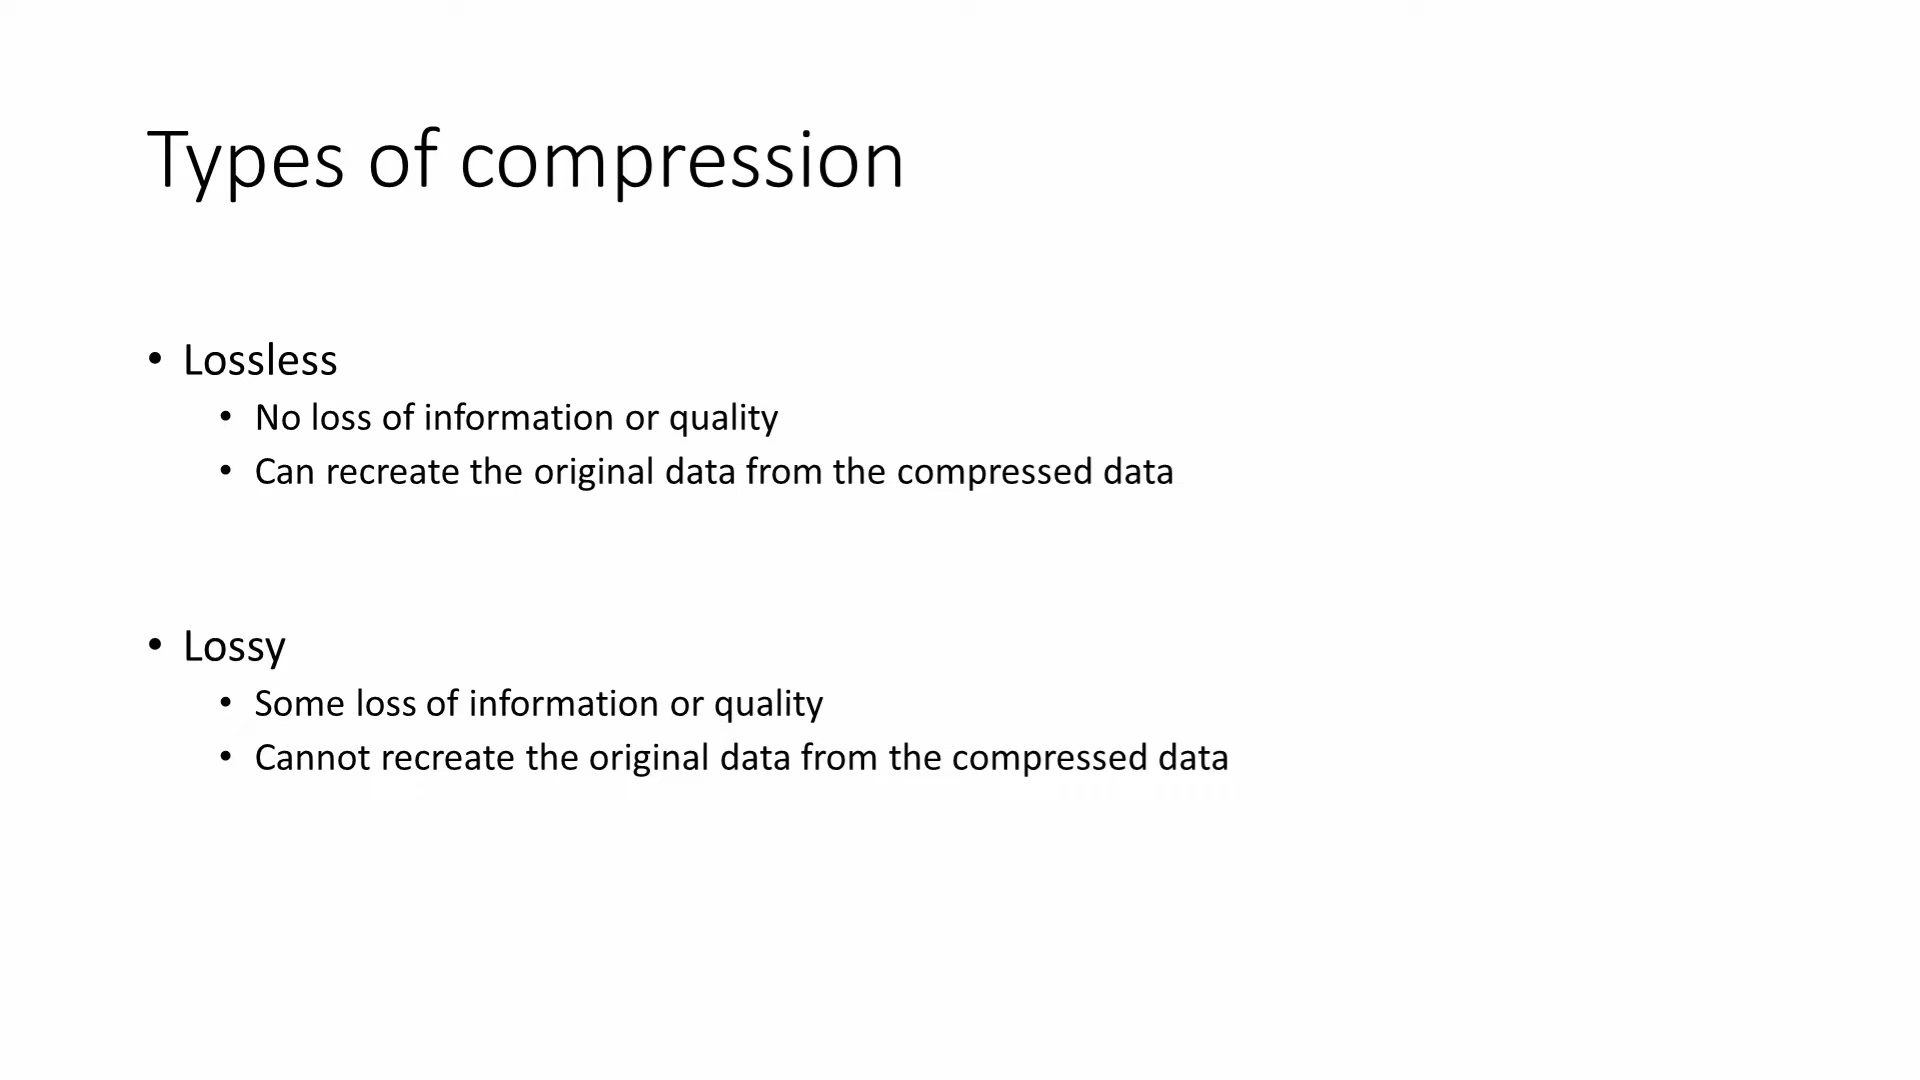 Types of compression
• Lossless
• No loss of information or quality
• Can recreate the original data from the compressed data
• Lossy
• Some loss of information or quality
• Cannot recreate the original data from the compressed data